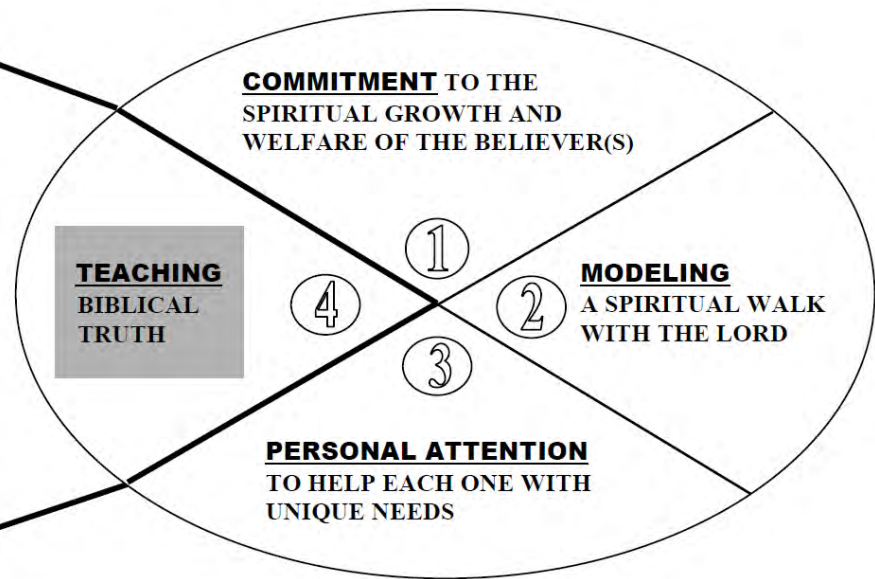 COMMITMENT TO THE
SPIRITUAL GROWTH AND
WELFARE OF THE BELIEVER(S)
1
2
MODELING
A SPIRITUAL WALK
WITH THE LORD
3
PERSONAL ATTENTION
TO HELP EACH ONE WITH
UNIQUE NEEDS
4
TEACHING
BIBLICAL
TRUTH